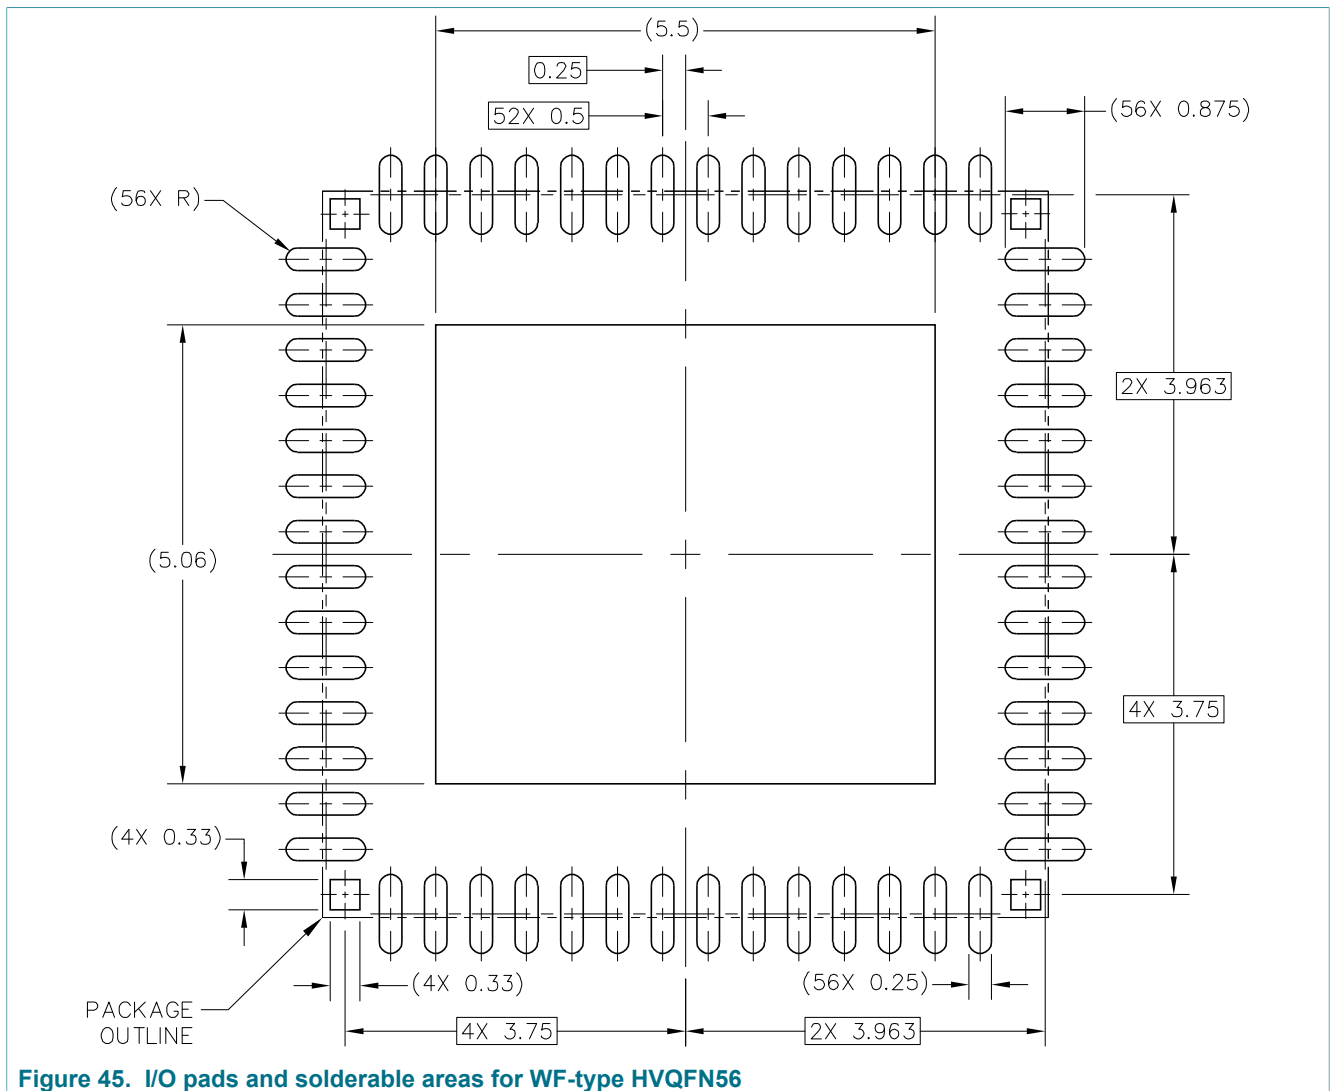 (5.5)
0.25
52X 0.5
(56X 0.875)
(56X R)
2X 3.963
(5.06)
4X 3.75
(4X 0.33)
(4X 0.33)
(56X 0.25)
PACKAGE
OUTLINE
4X 3.75
2X 3.963
Figure 45. I/O pads and solderable areas for WF-type HVQFN56